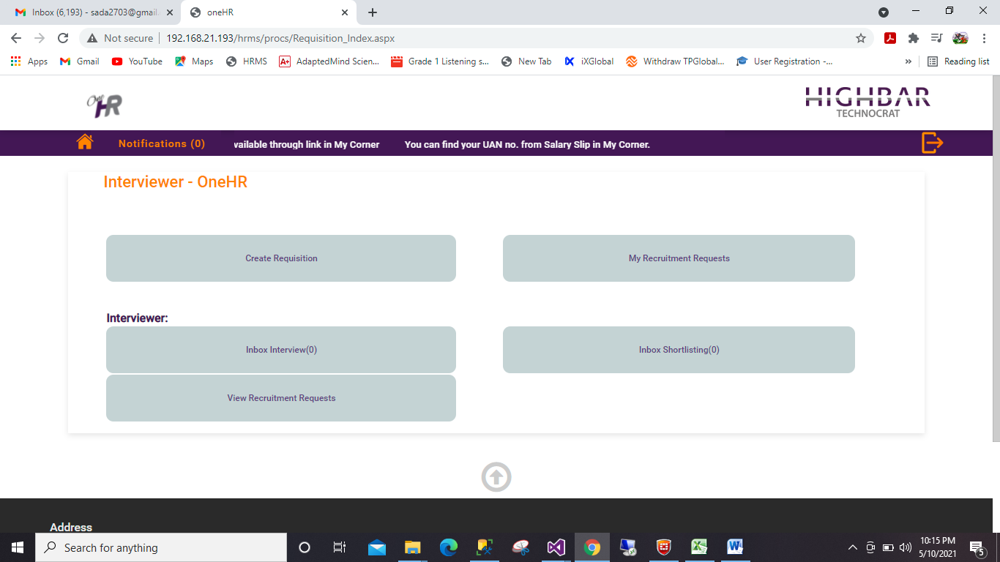 Inbox (6,193) - sada2703@gmail.
oneHR
Not secure
192.168.21.193/hrms/procs/Requisition_Index.aspx
Apps
Gmail
YouTube
Maps
HRMS
A+
AdaptedMind Scien...
Grade 1 Listening s...
New Tab
iXGlobal
Withdraw TPGlobal...
User Registration -...
»
Reading list
One HR
HIGHBAR
TECHNOCRAT
Notifications (0)
vailable through link in My Corner
You can find your UAN no. from Salary Slip in My Corner.
Interviewer - OneHR
Create Requisition
My Recruitment Requests
Interviewer:
Inbox Interview(0)
Inbox Shortlisting(0)
View Recruitment Requests
Address
Search for anything
10:15 PM
5/10/2021
5